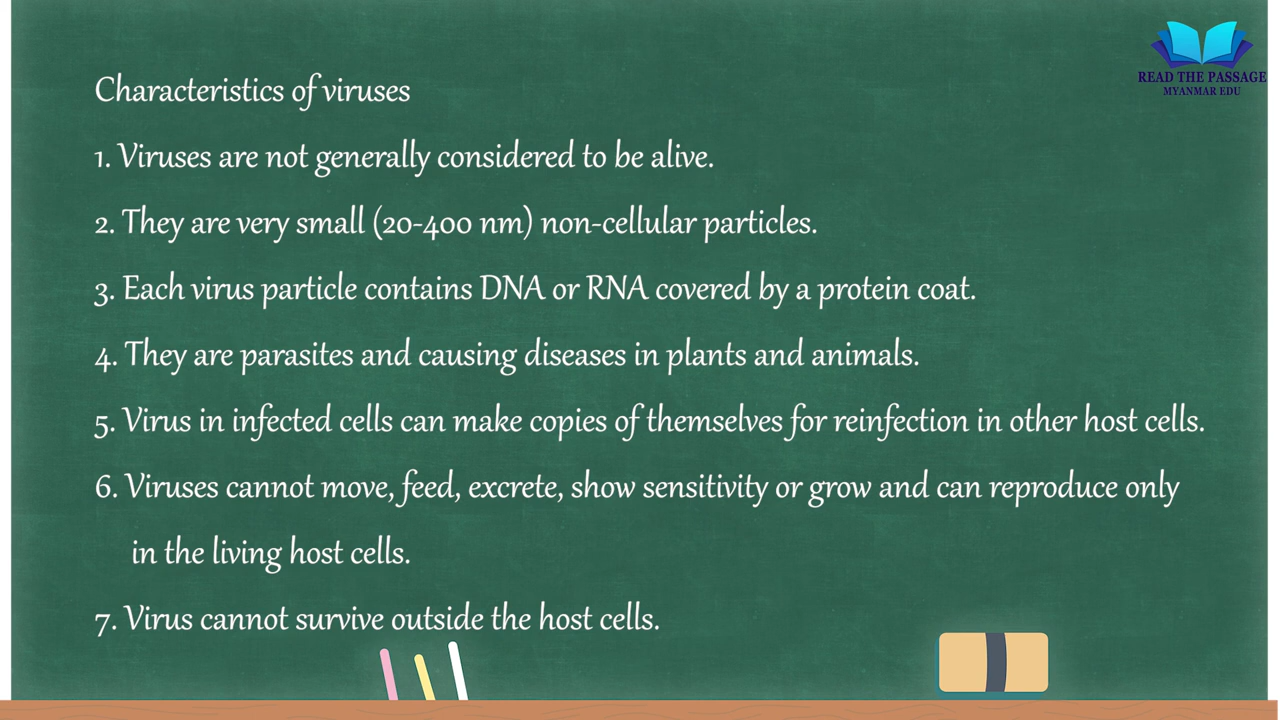 READ THE PASSAGE
MYANMAR EDU
Characteristics of viruses
1. Viruses are not generally considered to be alive.
2. They are very small (20-400 nm) non-cellular particles.
3. Each virus particle contains DNA or RNA covered by a protein coat.
4. They are parasites and causing diseases in plants and animals.
5. Virus in infected cells can make copies of themselves for reinfection in other host cells.
6. Viruses cannot move, feed, excrete, show sensitivity or grow and can reproduce only
in the living host cells.
7. Virus cannot survive outside the host cells.